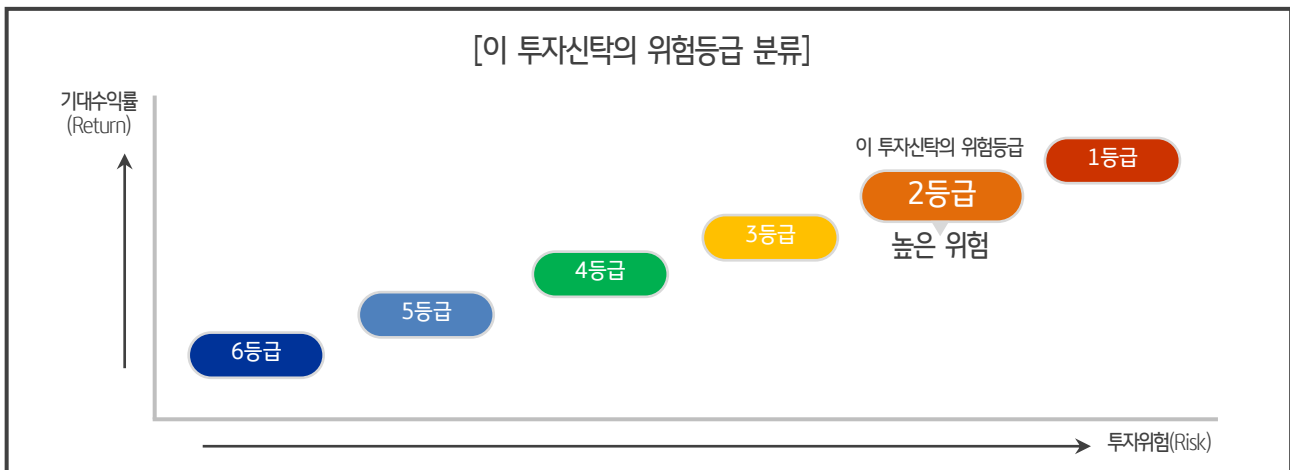 [이 투자신탁의 위험등급 분류]
기대수익률
(Return)
이 투자신탁의 위험등급
1등급
2등급
높은 위험
3등급
4등급
5등급
6등급
투자위험(Risk)